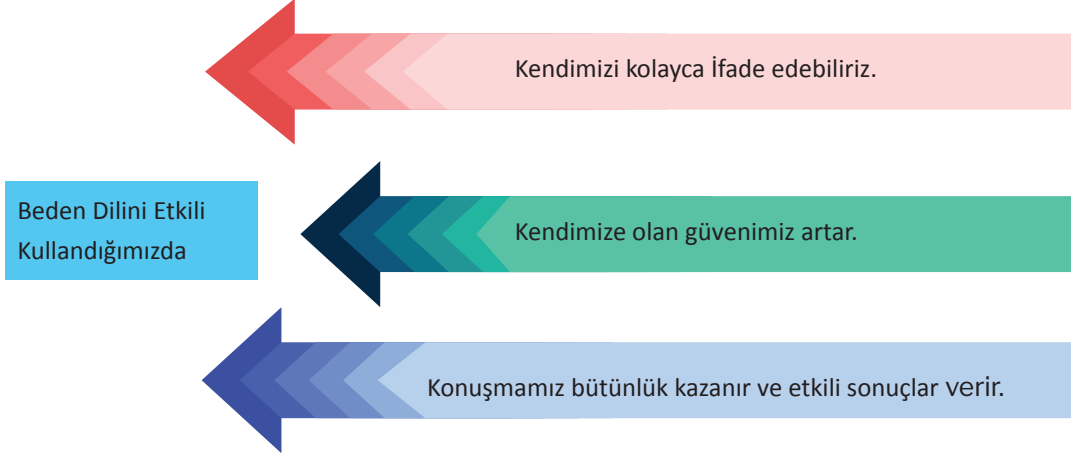 Kendimizi kolayca İfade edebiliriz.
Beden Dilini Etkili
Kullandığımızda
Kendimize olan güvenimiz artar.
Konuşmamız bütünlük kazanır ve etkili sonuçlar verir.